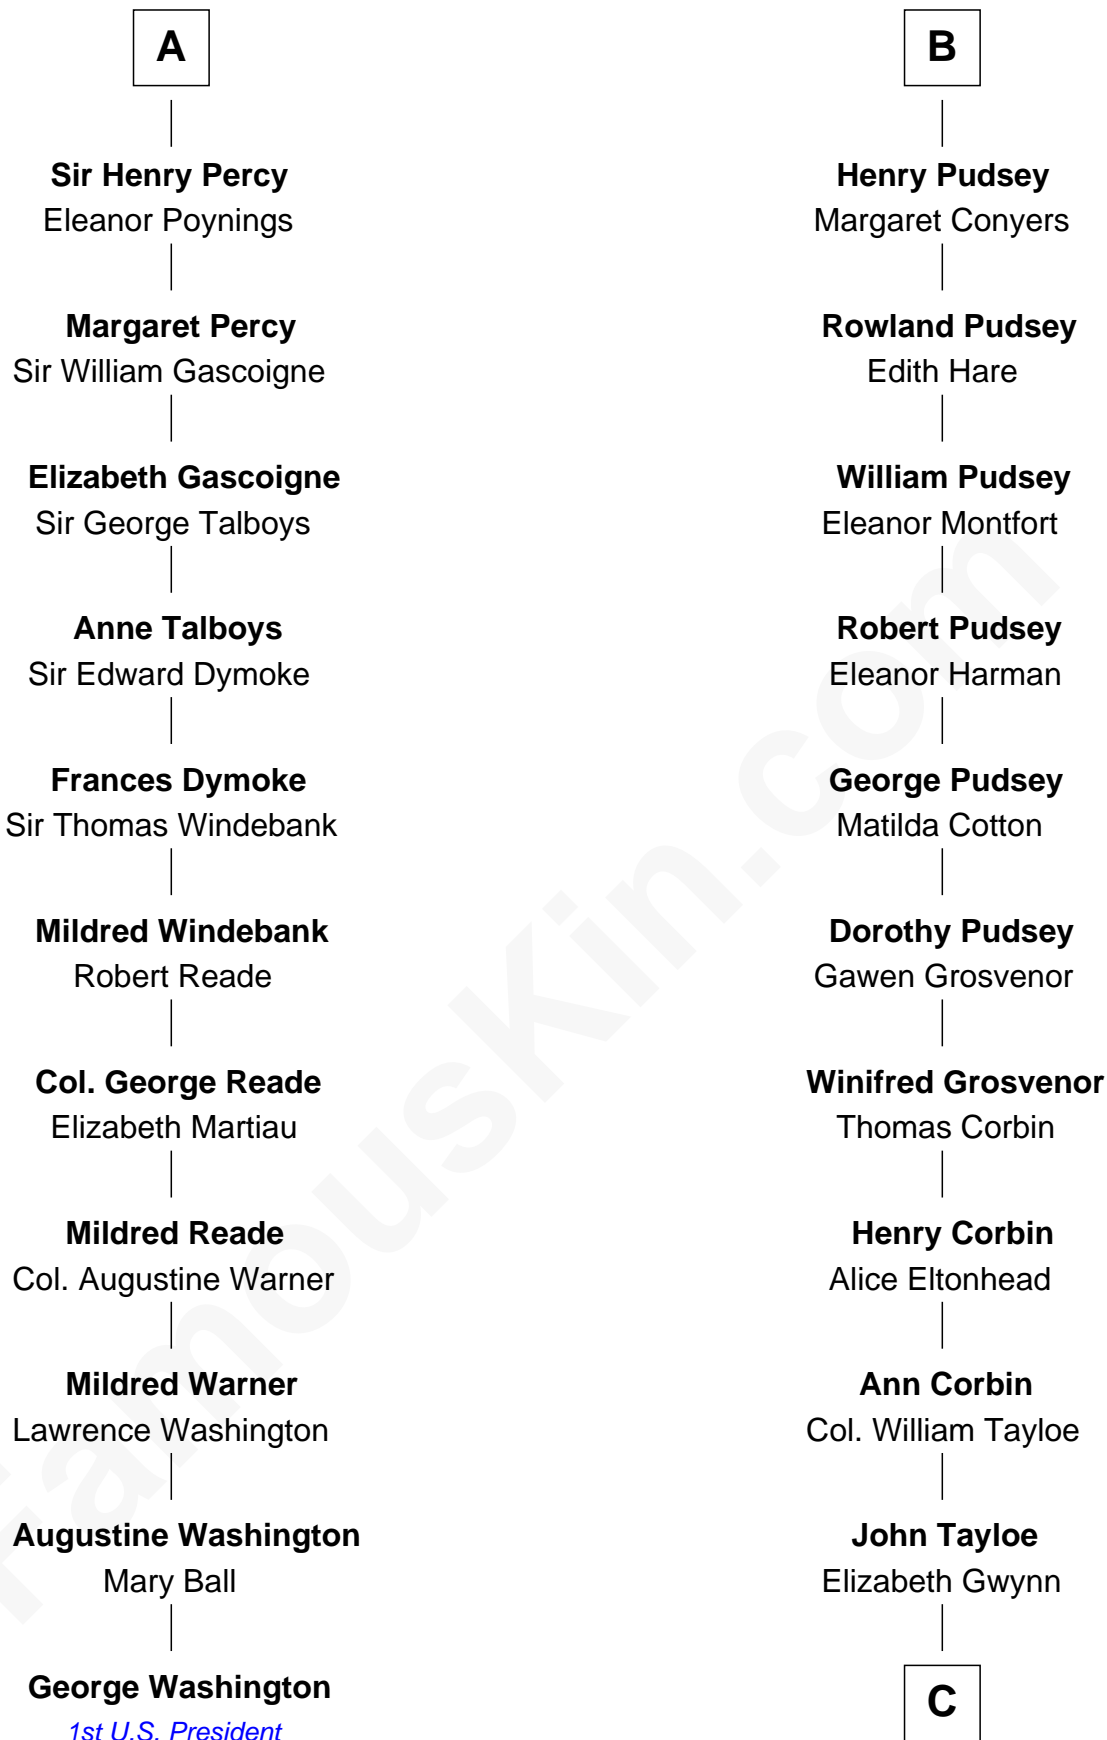 A
Sir Henry Percy
Eleanor Poynings
Margaret Percy
Sir William Gascoigne
Elizabeth Gascoigne
Sir George Talboys
Anne Talboys
Sir Edward Dymoke
Frances Dymoke
Sir Thomas Windebank
Mildred Windebank
Robert Reade
Col. George Reade
Elizabeth Martiau
Mildred Reade
Col. Augustine Warner
Mildred Warner
Lawrence Washington
Augustine Washington
Mary Ball
George Washington
1st U.S. President
B
Henry Pudsey
Margaret Conyers
Rowland Pudsey
Edith Hare
William Pudsey
Eleanor Montfort
Robert Pudsey
Eleanor Harman
George Pudsey
Matilda Cotton
Dorothy Pudsey
Gawen Grosvenor
Winifred Grosvenor
Thomas Corbin
Henry Corbin
Alice Eltonhead
Ann Corbin
Col. William Tayloe
John Tayloe
Elizabeth Gwynn
C
FamousKin.com